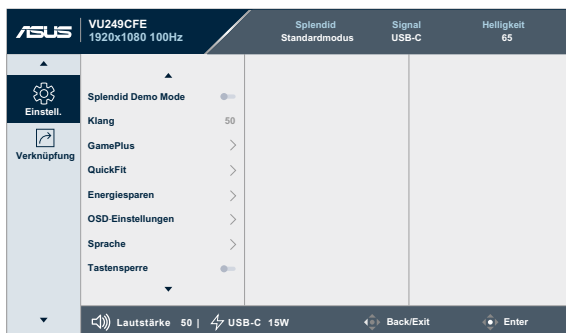 ASUS
VU249CFE
1920x1080 100Hz
Splendid
Standardmodus
Signal
USB-C
Helligkeit
65
Einstell.
Verknüpfung
Splendid Demo Mode
Klang 50
GamePlus
QuickFit
Energiesparen
OSD-Einstellungen
Sprache
Tastensperre
Lautstärke 50 | USB-C 15W Back/Exit Enter